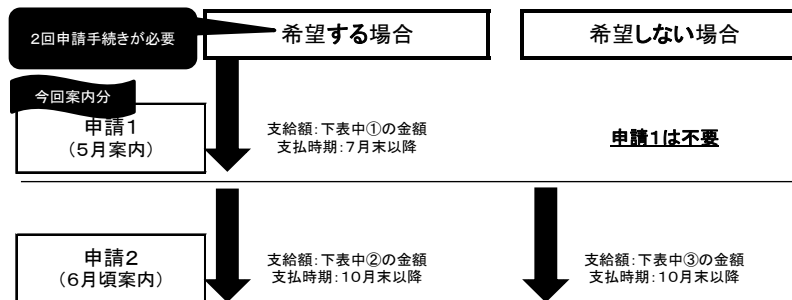 2回申請手続きが必要
希望する場合
希望しない場合
今回案内分
申請1
（5月案内）
支給額：下表中①の金額
支払時期：7月末以降
申請1は不要
申請2
（6月頃案内）
支給額：下表中②の金額
支払時期：10月末以降
支給額：下表中③の金額
支払時期：10月末以降